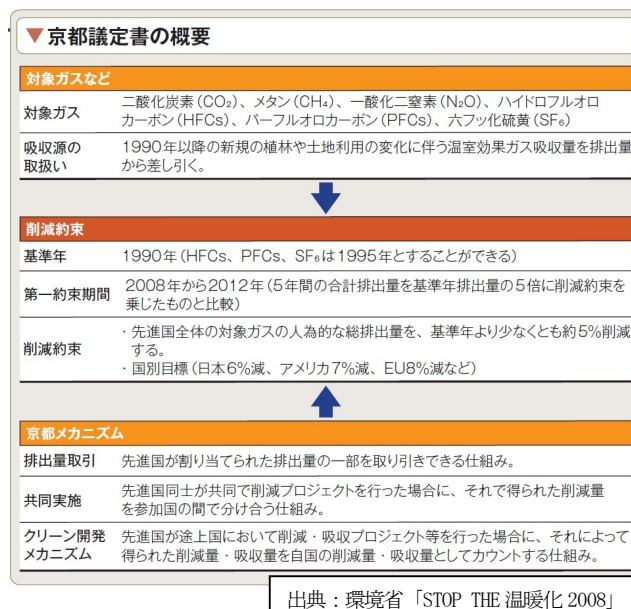 ▼京都議定書の概要
対象ガスなど
対象ガス
二酸化炭素(CO₂)、メタン(CH₄)、一酸化二窒素(N₂O)、ハイドロフルオロ
カーボン(HFCs)、パーフルオロカーボン(PFCs)、六フッ化硫黄(SF₆)
吸収源の
取扱い
1990年以降の新規の植林や土地利用の変化に伴う温室効果ガス吸収量を排出量
から差し引く。
削減約束
基準年
1990年(HFCs、PFCs、SF₆は1995年とすることができる)
第一約束期間
2008年から2012年(5年間の合計排出量を基準年排出量の5倍に削減約束を
乗じたものと比較)
削減約束
・先進国全体の対象ガスの人為的な総排出量を、基準年より少なくとも約5%削減
する。
・国別目標(日本6%減、アメリカ7%減、EU8%減など)
京都メカニズム
排出量取引
先進国が割り当てられた排出量の一部を取り引きできる仕組み。
共同実施
先進国同士が共同で削減プロジェクトを行った場合に、それで得られた削減量
を参加国の間で分け合う仕組み。
クリーン開発
メカニズム
先進国が途上国において削減・吸収プロジェクト等を行った場合に、それによって
得られた削減量・吸収量を自国の削減量・吸収量としてカウントする仕組み。
出典:環境省「STOP THE 温暖化 2008」